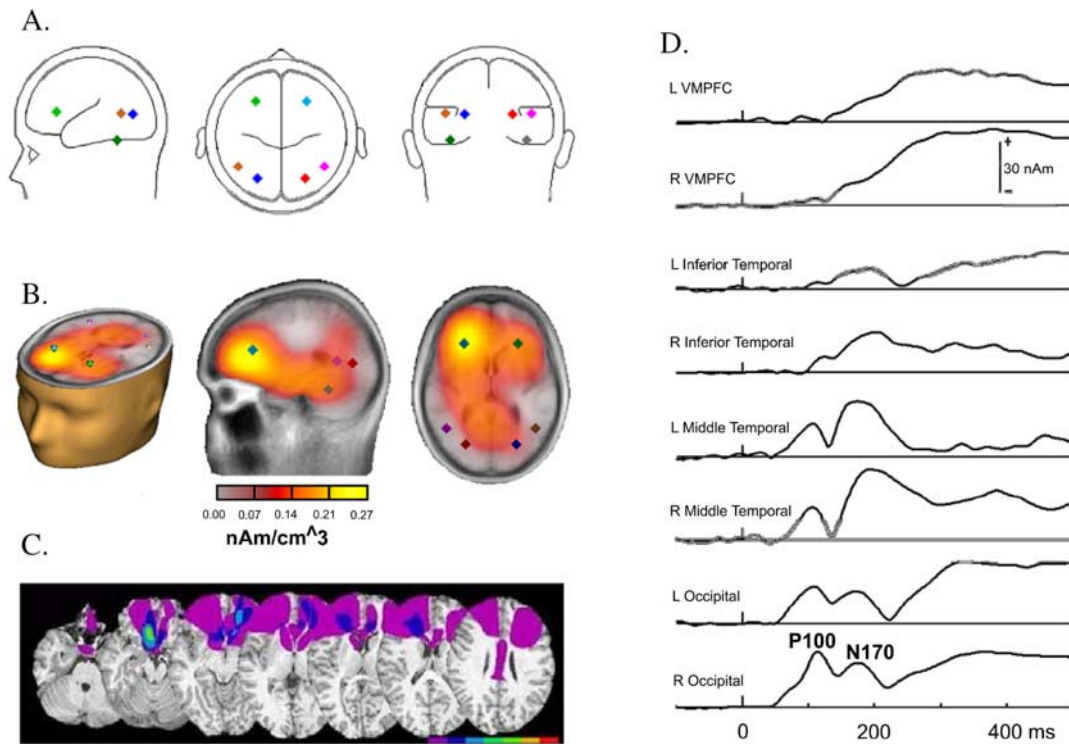 A.
B.
0.00 0.07 0.14 0.21 0.27
nAm/cm^3
C.
D.
L VMPFC
R VMPFC
+
30 nAm
–
L Inferior Temporal
R Inferior Temporal
L Middle Temporal
R Middle Temporal
L Occipital
P100 N170
R Occipital
0 200 400 ms